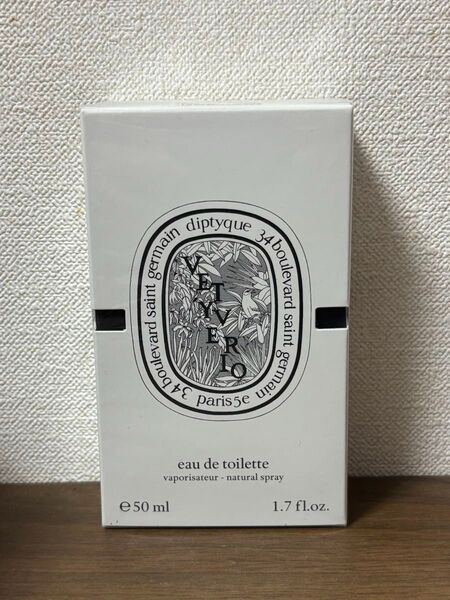 34 boulevard saint germain diptyque 34 boulevard saint germain paris 5e
VETYVERIO
eau de toilette
vaporisateur - natural spray
℮ 50 ml 1.7 fl.oz.